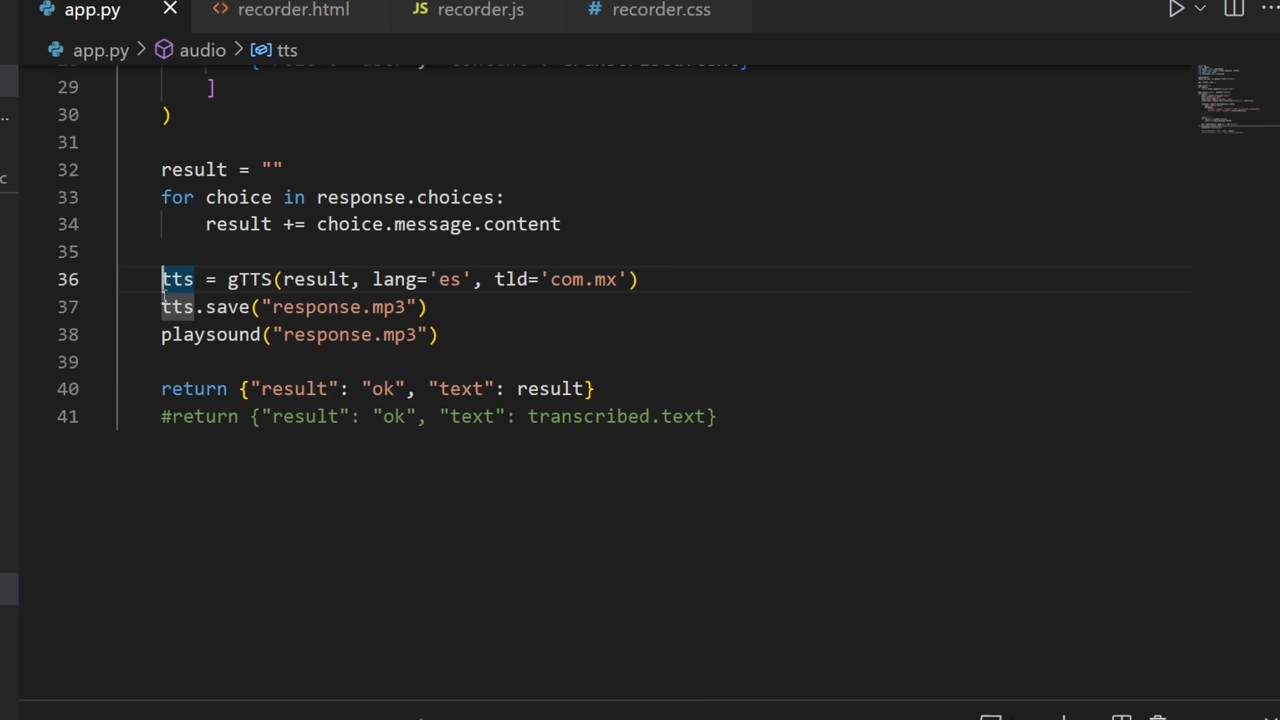 app.py × <> recorder.html JS recorder.js # recorder.css
app.py > audio > tts
29 ]
30 )
31
32 result = ""
33 for choice in response.choices:
34 result += choice.message.content
35
36 tts = gTTS(result, lang='es', tld='com.mx')
37 tts.save("response.mp3")
38 playsound("response.mp3")
39
40 return {"result": "ok", "text": result}
41 #return {"result": "ok", "text": transcribed.text}